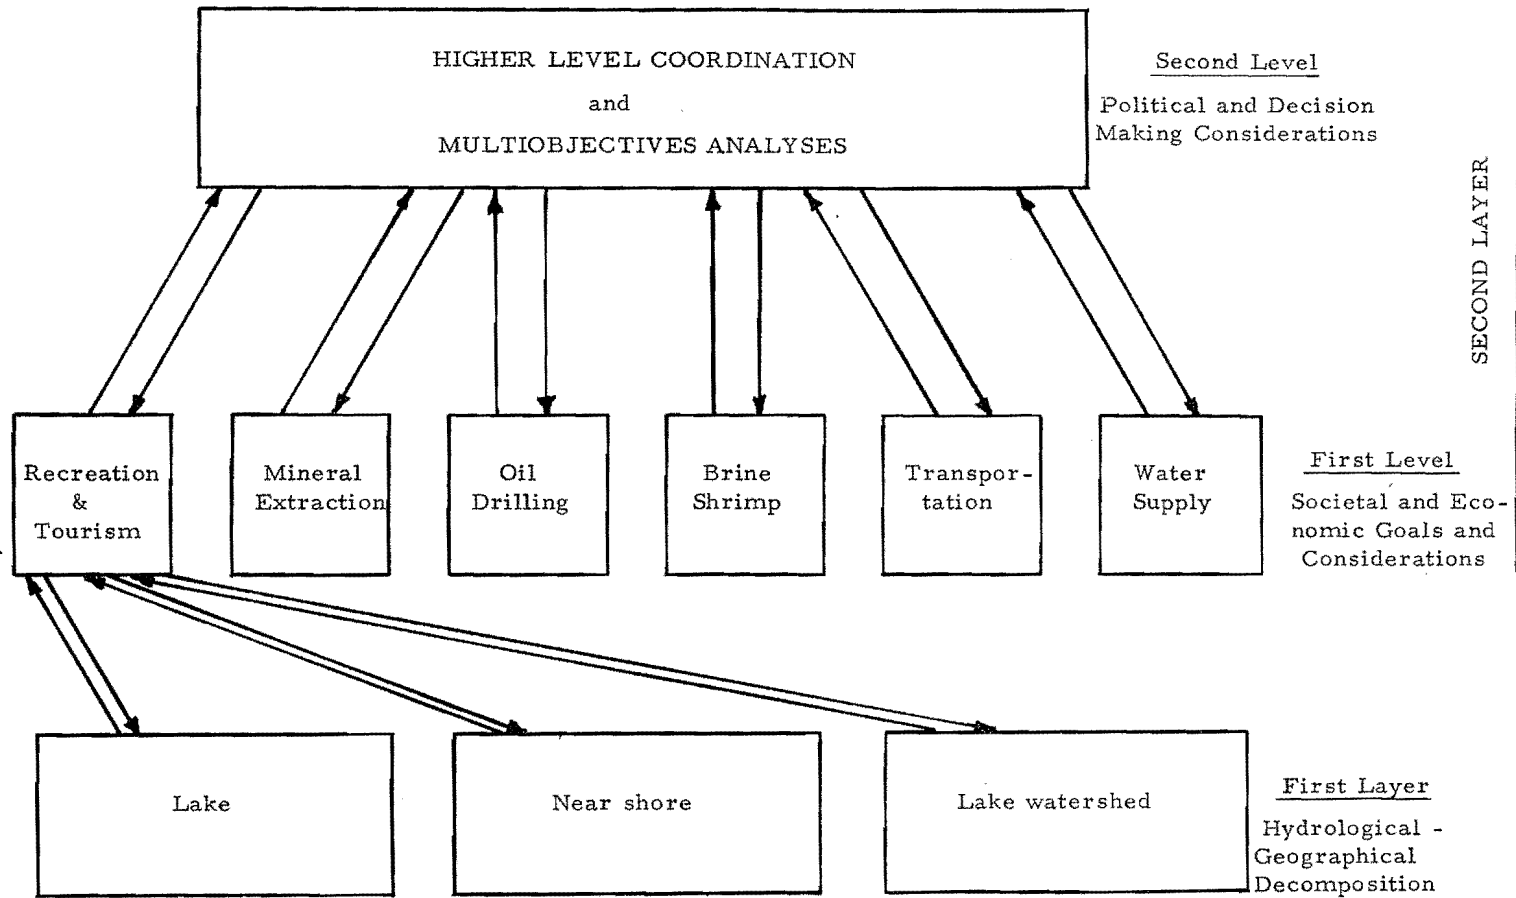 HIGHER LEVEL COORDINATION
and
MULTIOBJECTIVES ANALYSES
Second Level
Political and Decision
Making Considerations
SECOND LAYER
Recreation
&
Tourism
Mineral
Extraction
Oil
Drilling
Brine
Shrimp
Transpor-
tation
Water
Supply
First Level
Societal and Eco-
nomic Goals and
Considerations
Lake
Near shore
Lake watershed
First Layer
Hydrological -
Geographical
Decomposition